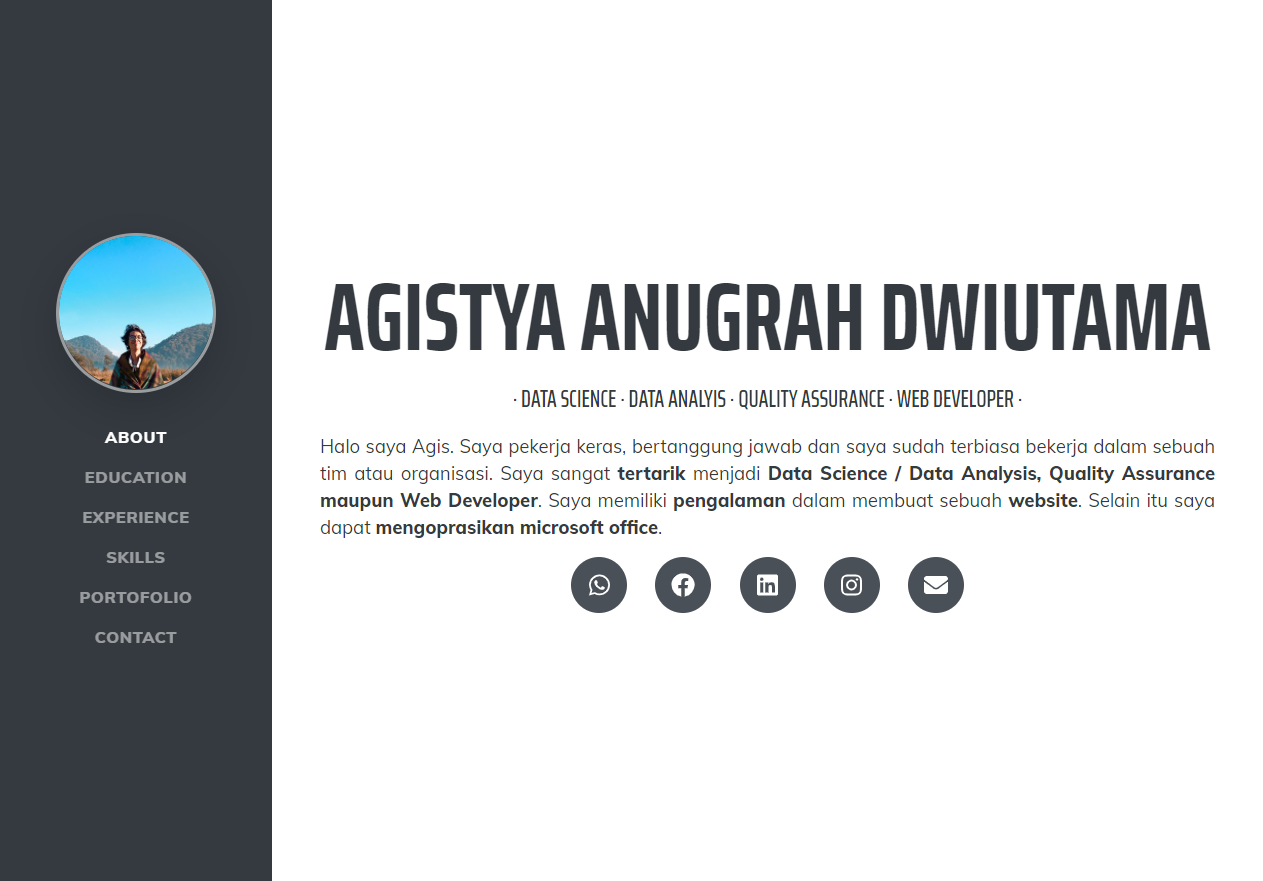 ABOUT
EDUCATION
EXPERIENCE
SKILLS
PORTOFOLIO
CONTACT
AGISTYA ANUGRAH DWIUTAMA
· DATA SCIENCE · DATA ANALYIS · QUALITY ASSURANCE · WEB DEVELOPER ·
Halo saya Agis. Saya pekerja keras, bertanggung jawab dan saya sudah terbiasa bekerja dalam sebuah
tim atau organisasi. Saya sangat tertarik menjadi Data Science / Data Analysis, Quality Assurance
maupun Web Developer. Saya memiliki pengalaman dalam membuat sebuah website. Selain itu saya
dapat mengoprasikan microsoft office.